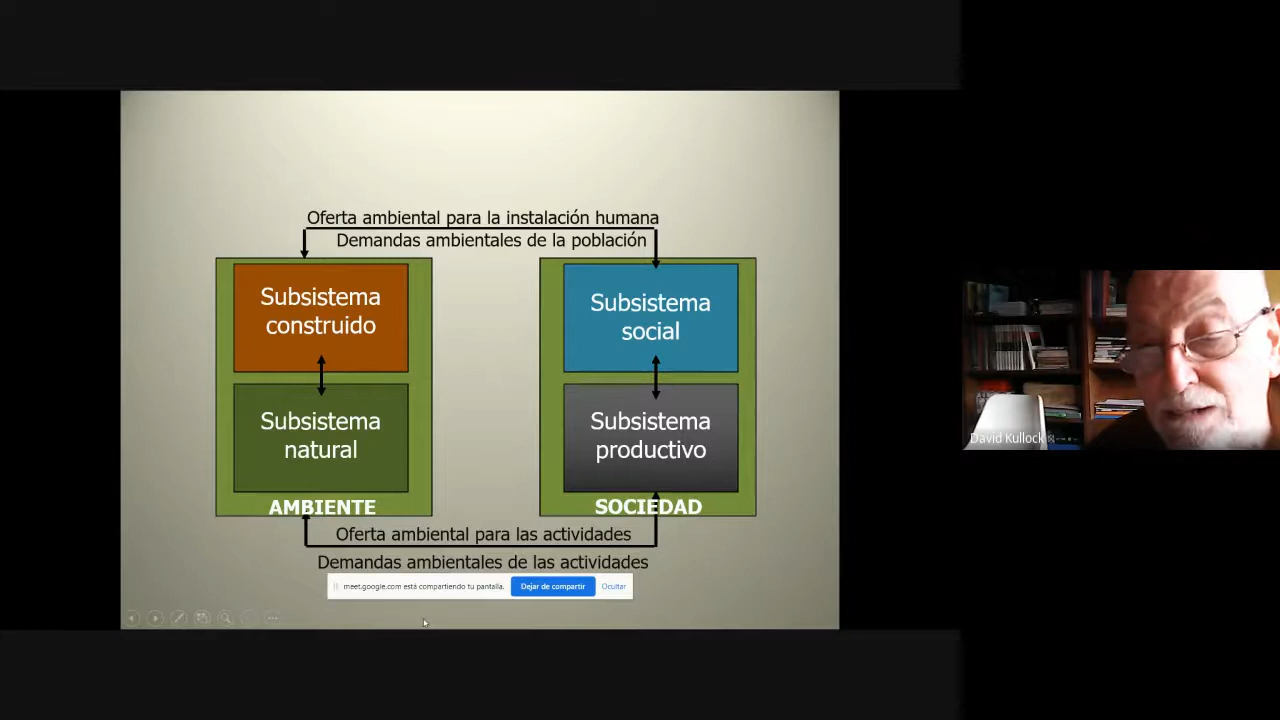 Oferta ambiental para la instalación humana
Demandas ambientales de la población
Subsistema
construido
Subsistema
social
Subsistema
natural
Subsistema
productivo
AMBIENTE
SOCIEDAD
Oferta ambiental para las actividades
Demandas ambientales de las actividades
meet.google.com está compartiendo tu pantalla.
Dejar de compartir
Ocultar
David Kullock